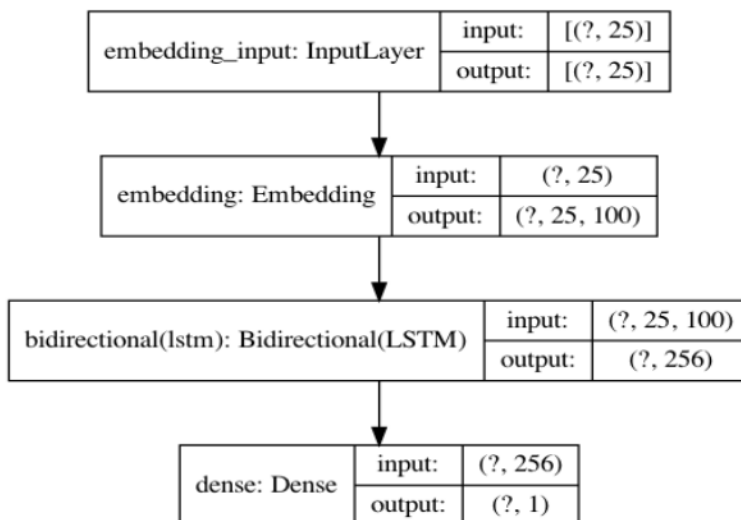 embedding_input: InputLayer
input: [(?, 25)]
output: [(?, 25)]
embedding: Embedding
input: (?, 25)
output: (?, 25, 100)
bidirectional(lstm): Bidirectional(LSTM)
input: (?, 25, 100)
output: (?, 256)
dense: Dense
input: (?, 256)
output: (?, 1)